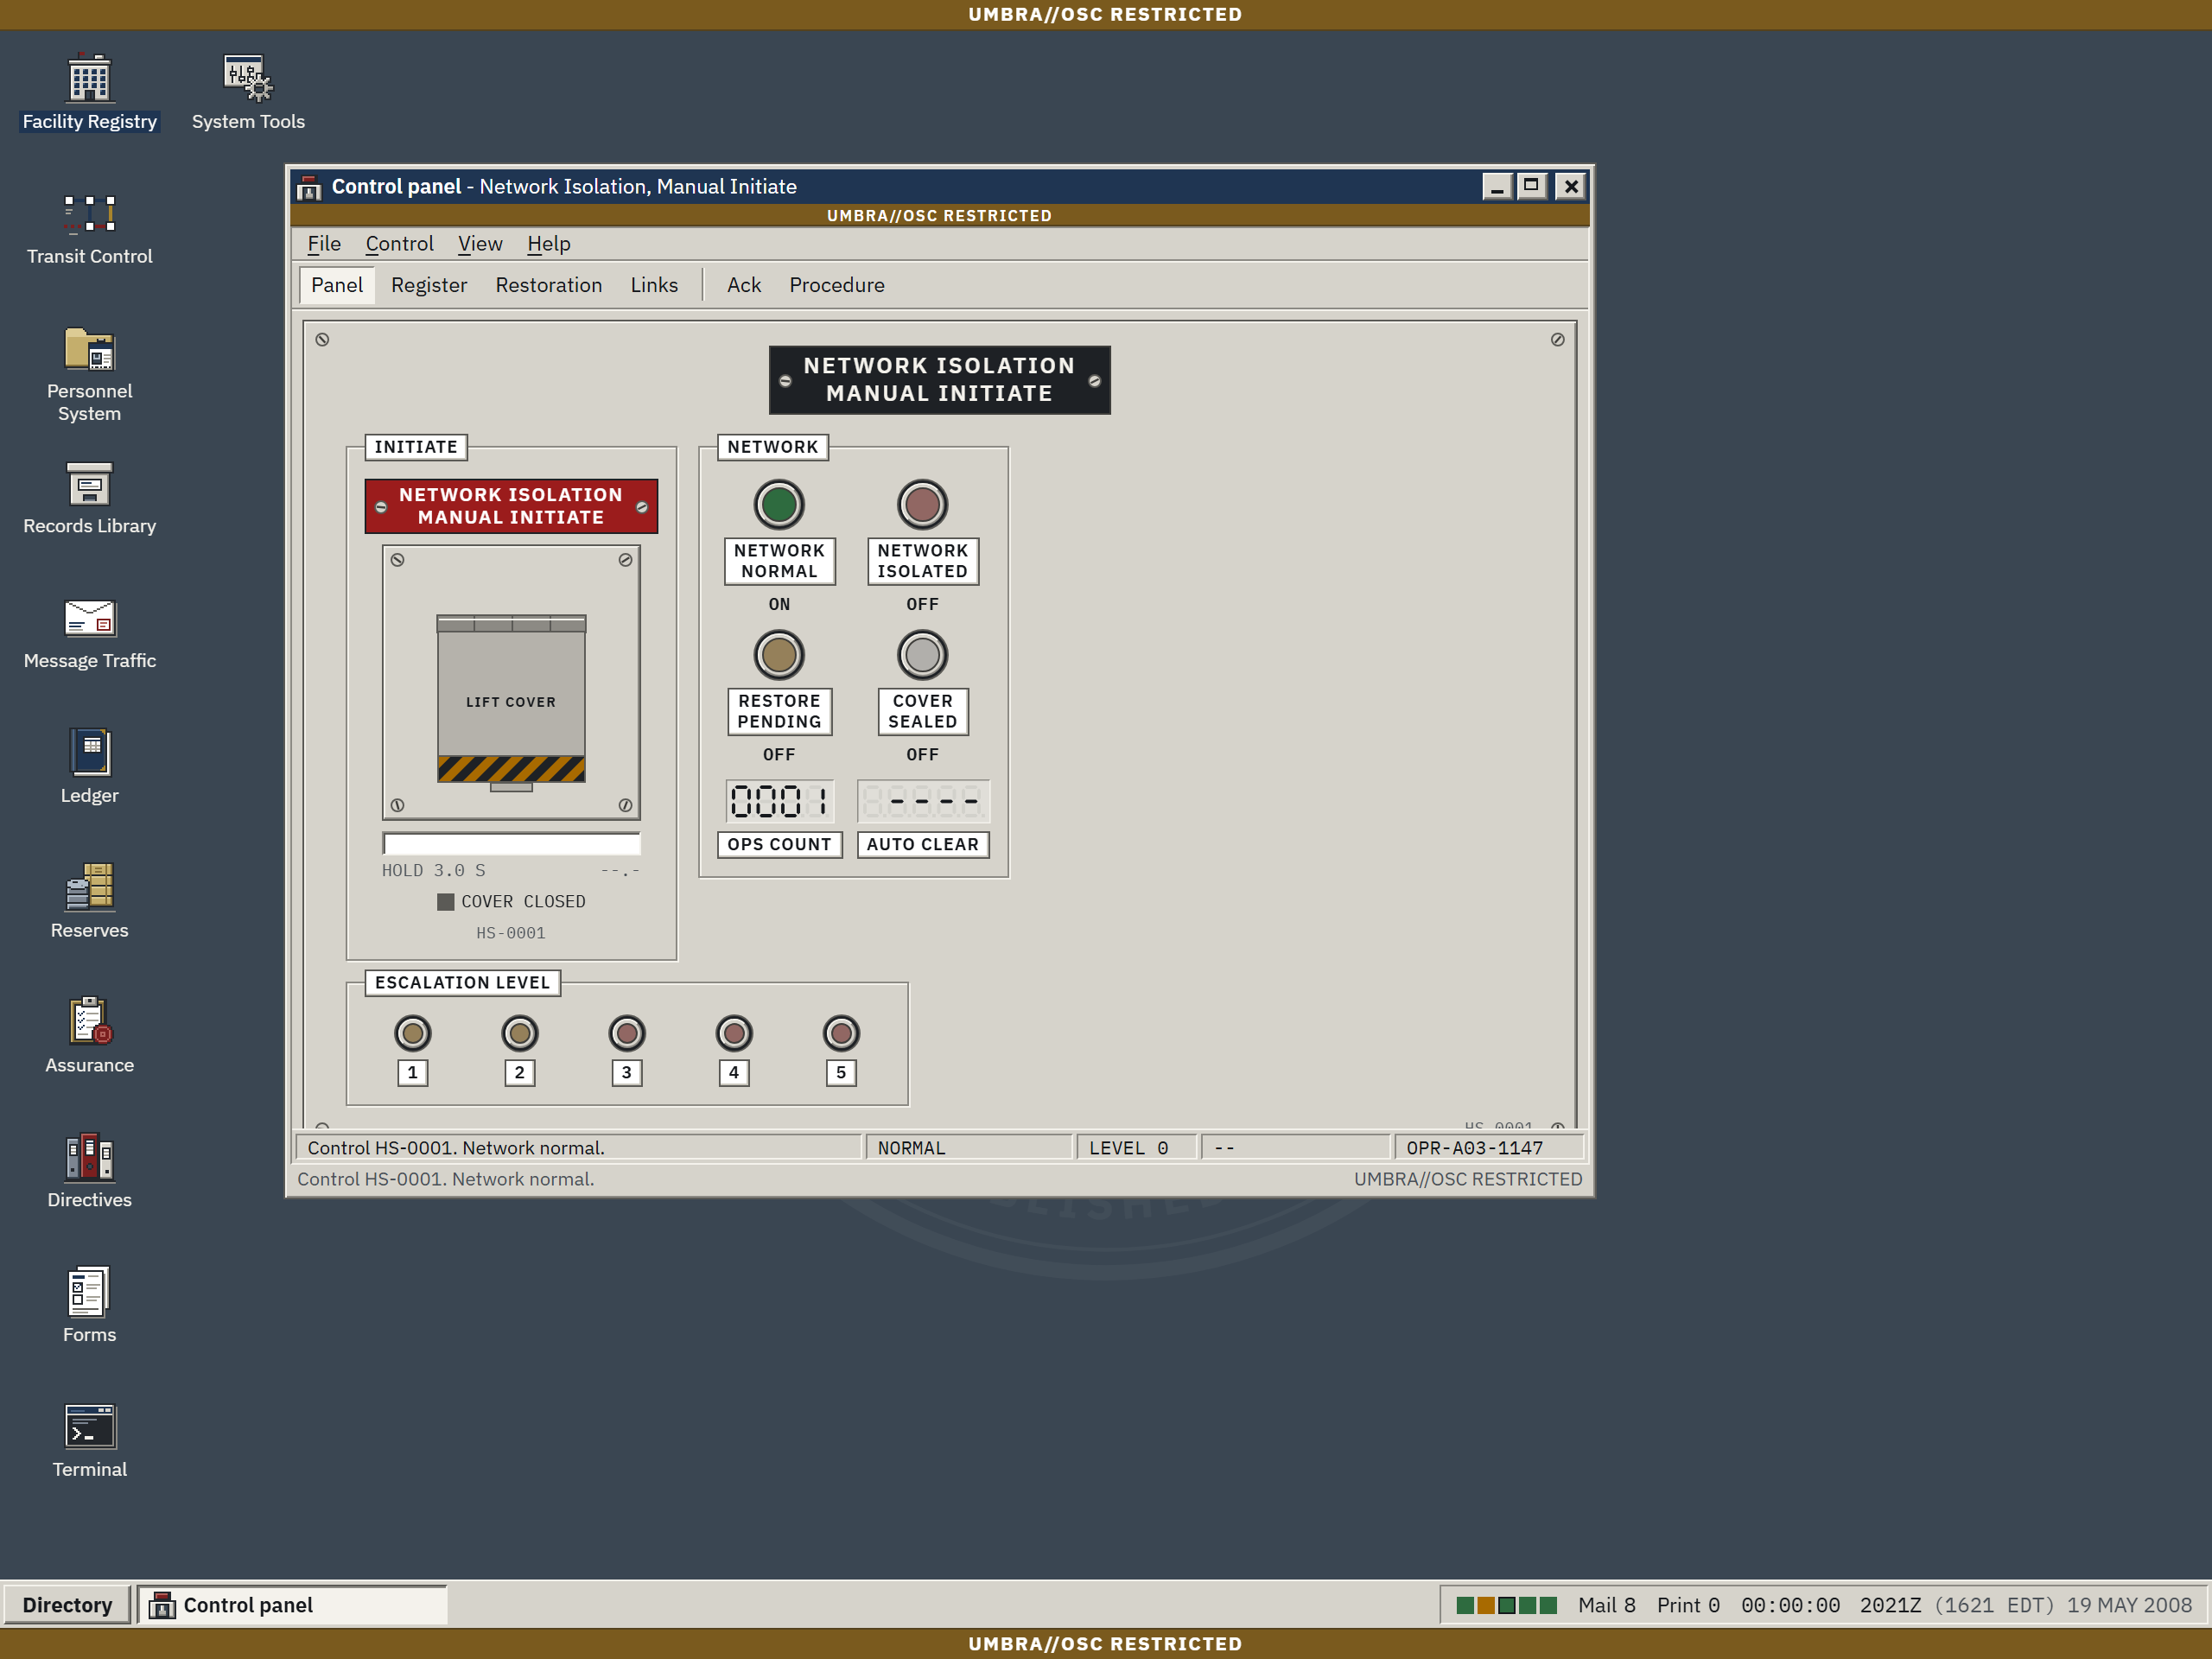 UMBRA//OSC RESTRICTED
Facility Registry
System Tools
Transit Control
Personnel
System
Records Library
Message Traffic
Ledger
Reserves
Assurance
Directives
Forms
Terminal
Control panel - Network Isolation, Manual Initiate
UMBRA//OSC RESTRICTED
File Control View Help
Panel Register Restoration Links Ack Procedure
NETWORK ISOLATION
MANUAL INITIATE
INITIATE
NETWORK ISOLATION
MANUAL INITIATE
LIFT COVER
HOLD 3.0 S --.-
COVER CLOSED
HS-0001
NETWORK
NETWORK
NORMAL
ON
NETWORK
ISOLATED
OFF
RESTORE
PENDING
OFF
COVER
SEALED
OFF
0001
OPS COUNT
----
AUTO CLEAR
ESCALATION LEVEL
1 2 3 4 5
HS-0001
Control HS-0001. Network normal. NORMAL LEVEL 0 -- OPR-A03-1147
Control HS-0001. Network normal. UMBRA//OSC RESTRICTED
Directory Control panel Mail 8 Print 0 00:00:00 2021Z (1621 EDT) 19 MAY 2008
UMBRA//OSC RESTRICTED